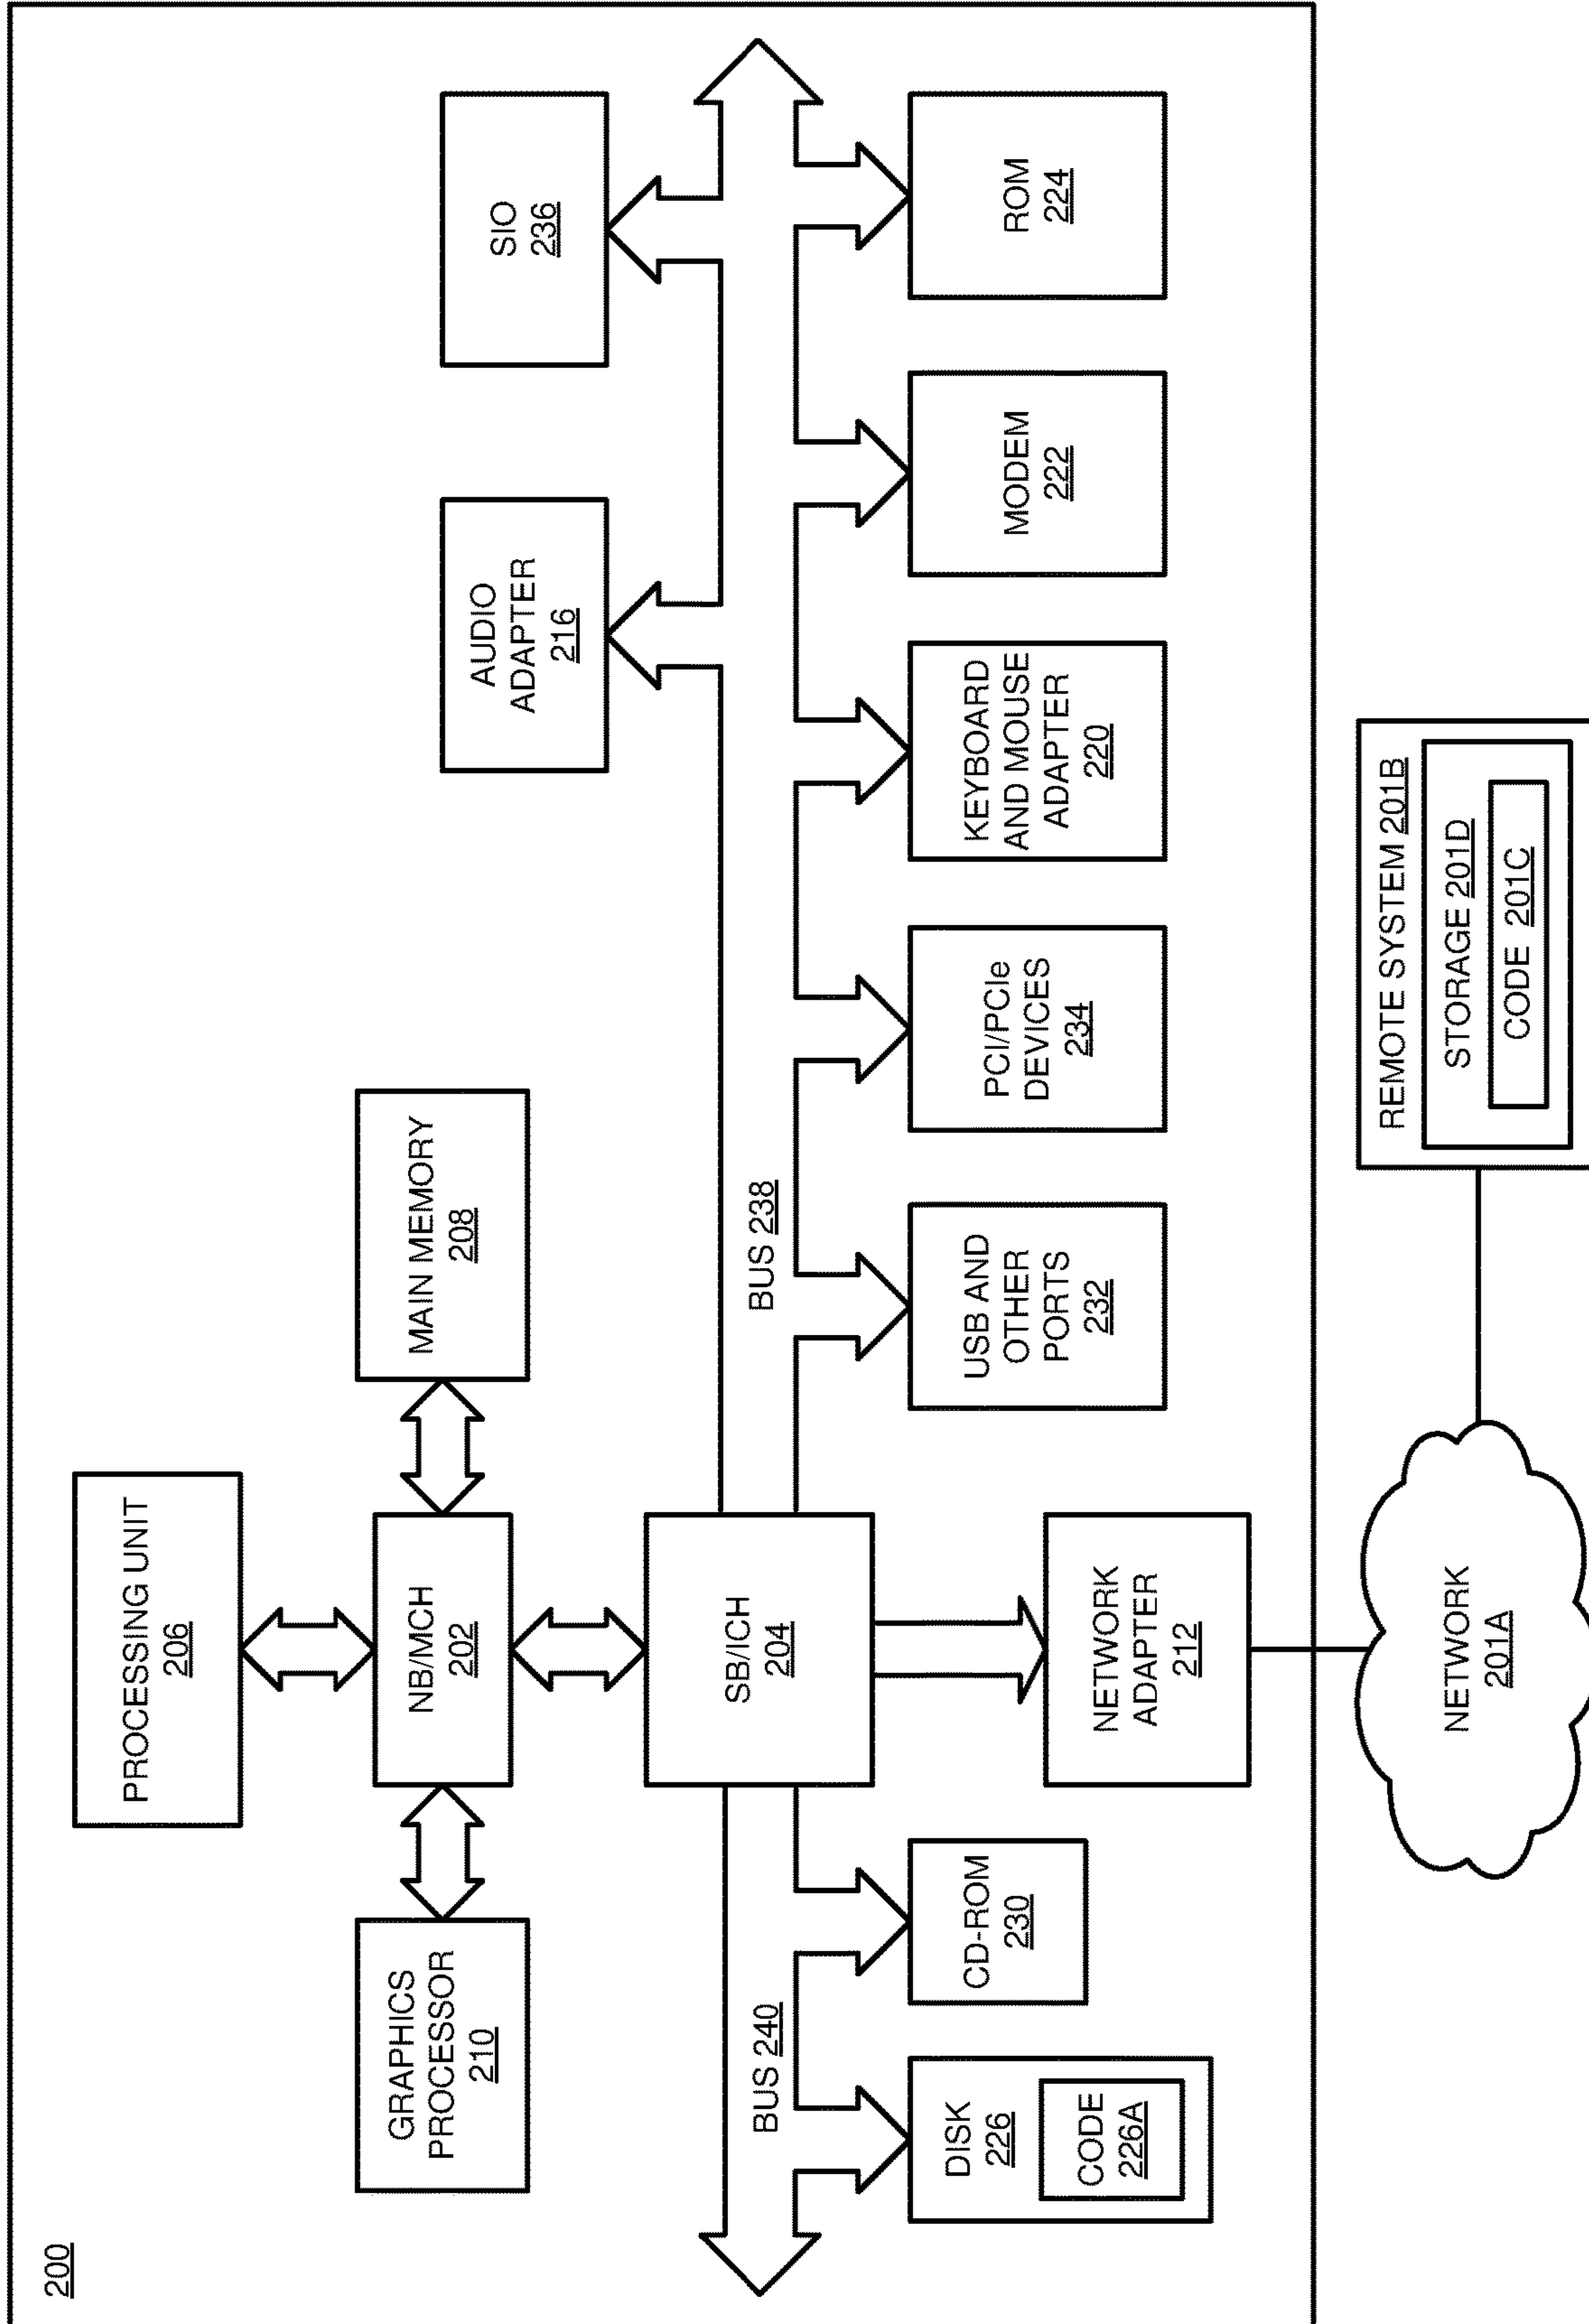 200
PROCESSING UNIT
206
GRAPHICS
PROCESSOR
210
NB/MCH
202
MAIN MEMORY
208
AUDIO
ADAPTER
216
SIO
236
SB/ICH
204
BUS 240
BUS 238
DISK
226
CODE
226A
CD-ROM
230
USB AND
OTHER
PORTS
232
PCI/PCIe
DEVICES
234
KEYBOARD
AND MOUSE
ADAPTER
220
MODEM
222
ROM
224
NETWORK
ADAPTER
212
NETWORK
201A
REMOTE SYSTEM 201B
STORAGE 201D
CODE 201C